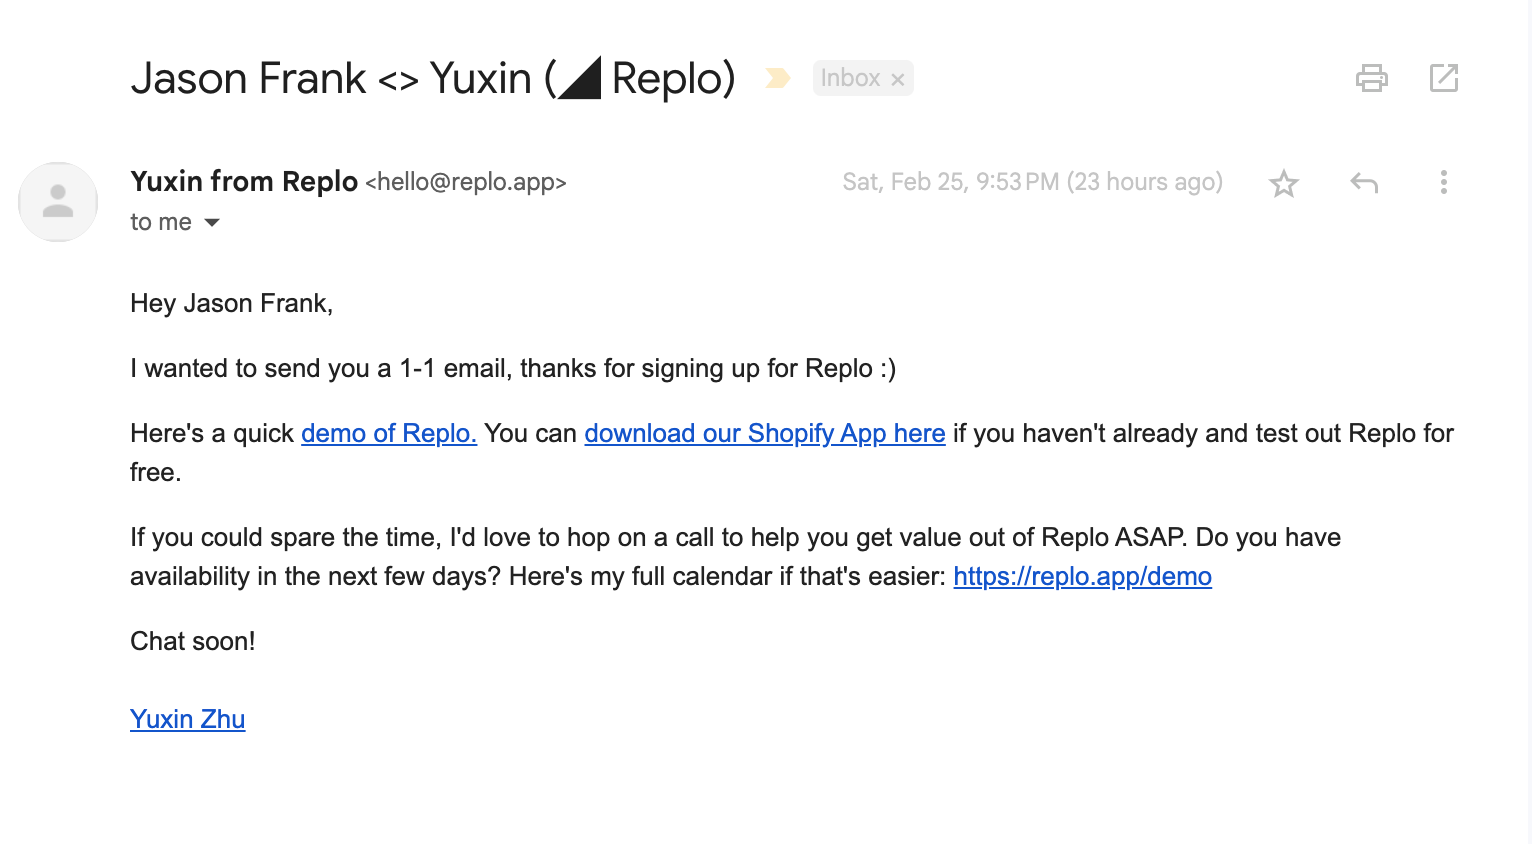 Jason Frank <> Yuxin (◢ Replo) Inbox ×
Yuxin from Replo <hello@replo.app> Sat, Feb 25, 9:53 PM (23 hours ago)
to me
Hey Jason Frank,
I wanted to send you a 1-1 email, thanks for signing up for Replo :)
Here's a quick demo of Replo. You can download our Shopify App here if you haven't already and test out Replo for
free.
If you could spare the time, I'd love to hop on a call to help you get value out of Replo ASAP. Do you have
availability in the next few days? Here's my full calendar if that's easier: https://replo.app/demo
Chat soon!
Yuxin Zhu